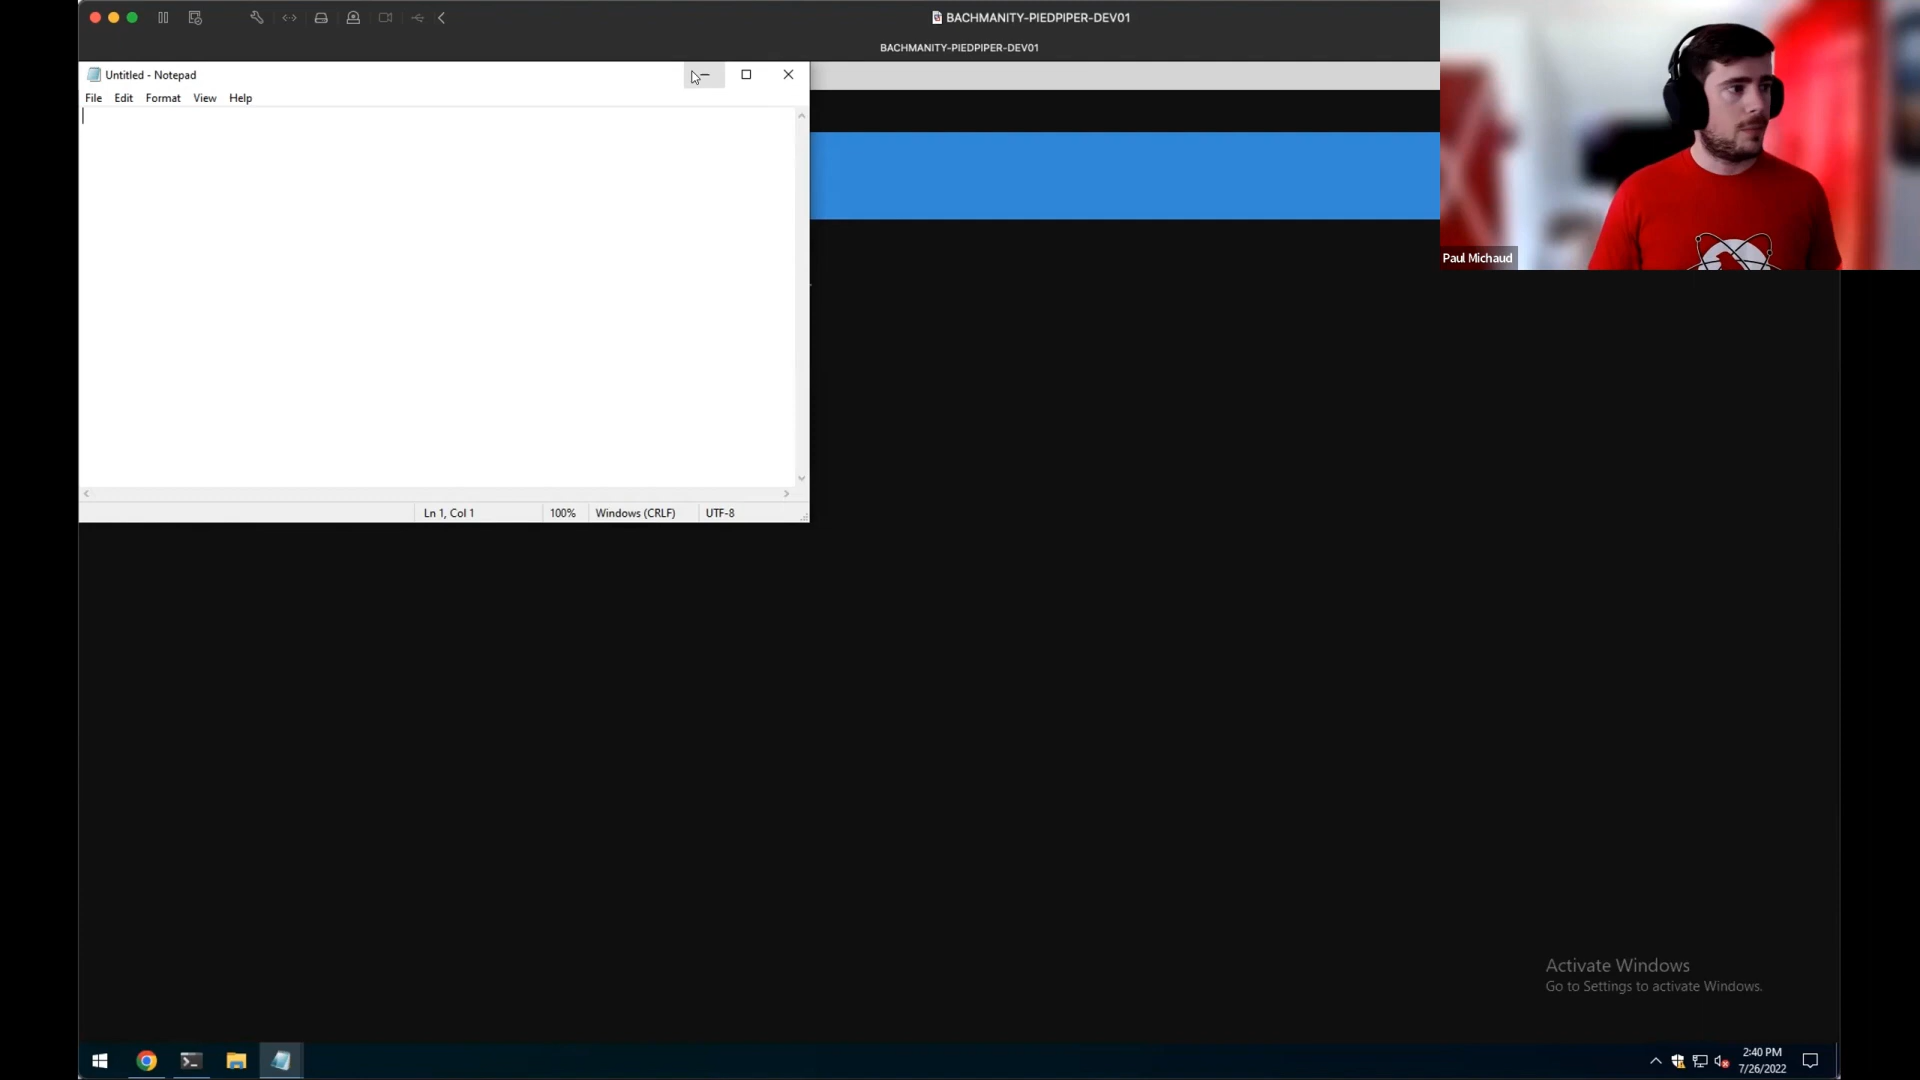 BACHMANITY-PIEDPIPER-DEV01
BACHMANITY-PIEDPIPER-DEV01
Untitled - Notepad
File Edit Format View Help
Paul Michaud
Ln 1, Col 1 100% Windows (CRLF) UTF-8
Activate Windows
Go to Settings to activate Windows.
2:40 PM
7/26/2022